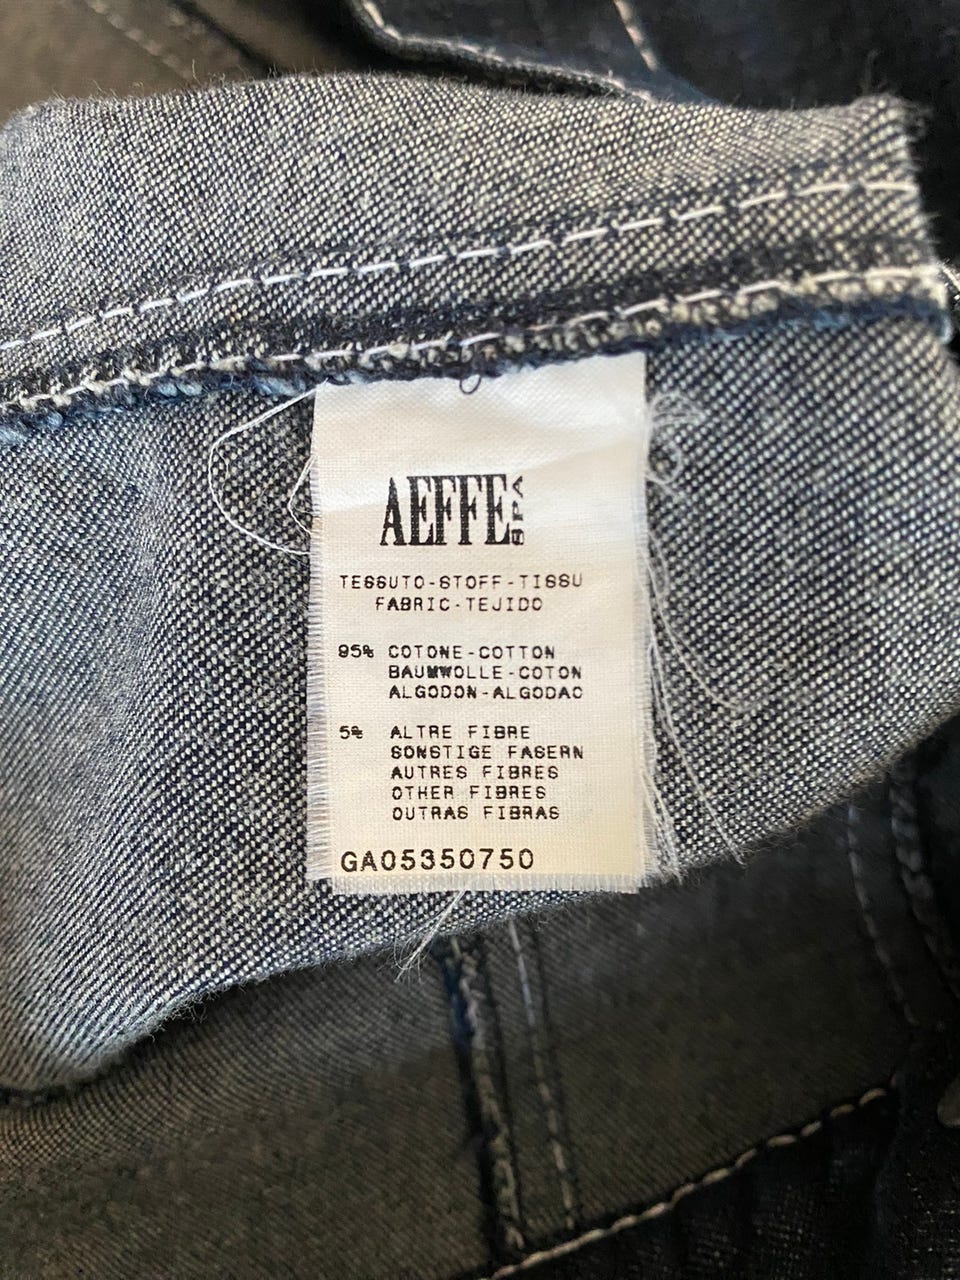 AEFFE SPA
TESSUTO-STOFF-TISSU
FABRIC-TEJIDO
95% COTONE-COTTON
BAUMWOLLE-COTON
ALGODON-ALGODAO
5% ALTRE FIBRE
SONSTIGE FASERN
AUTRES FIBRES
OTHER FIBRES
OUTRAS FIBRAS
GA05350750